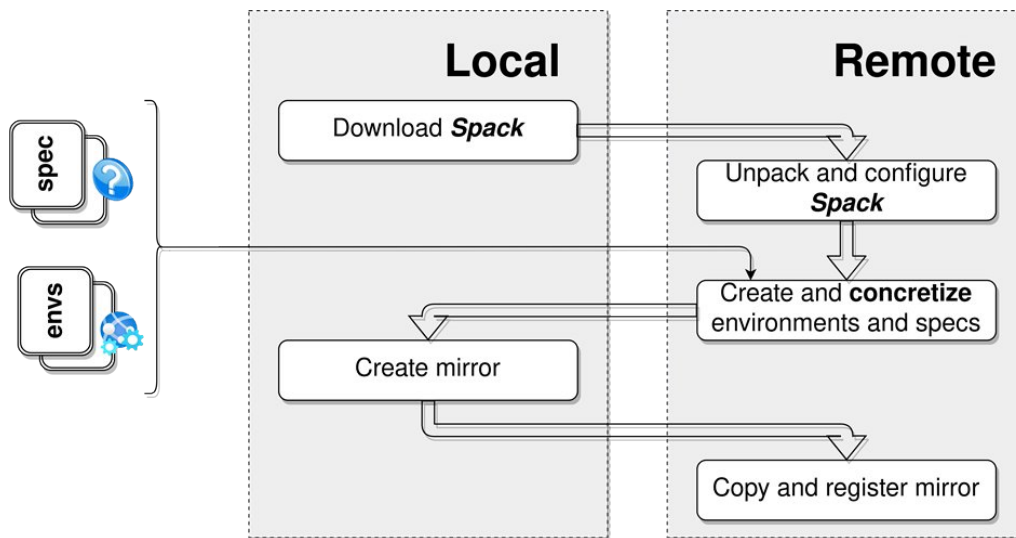 Local
Remote
spec
?
envs
Download Spack
Unpack and configure
Spack
Create and concretize
environments and specs
Create mirror
Copy and register mirror